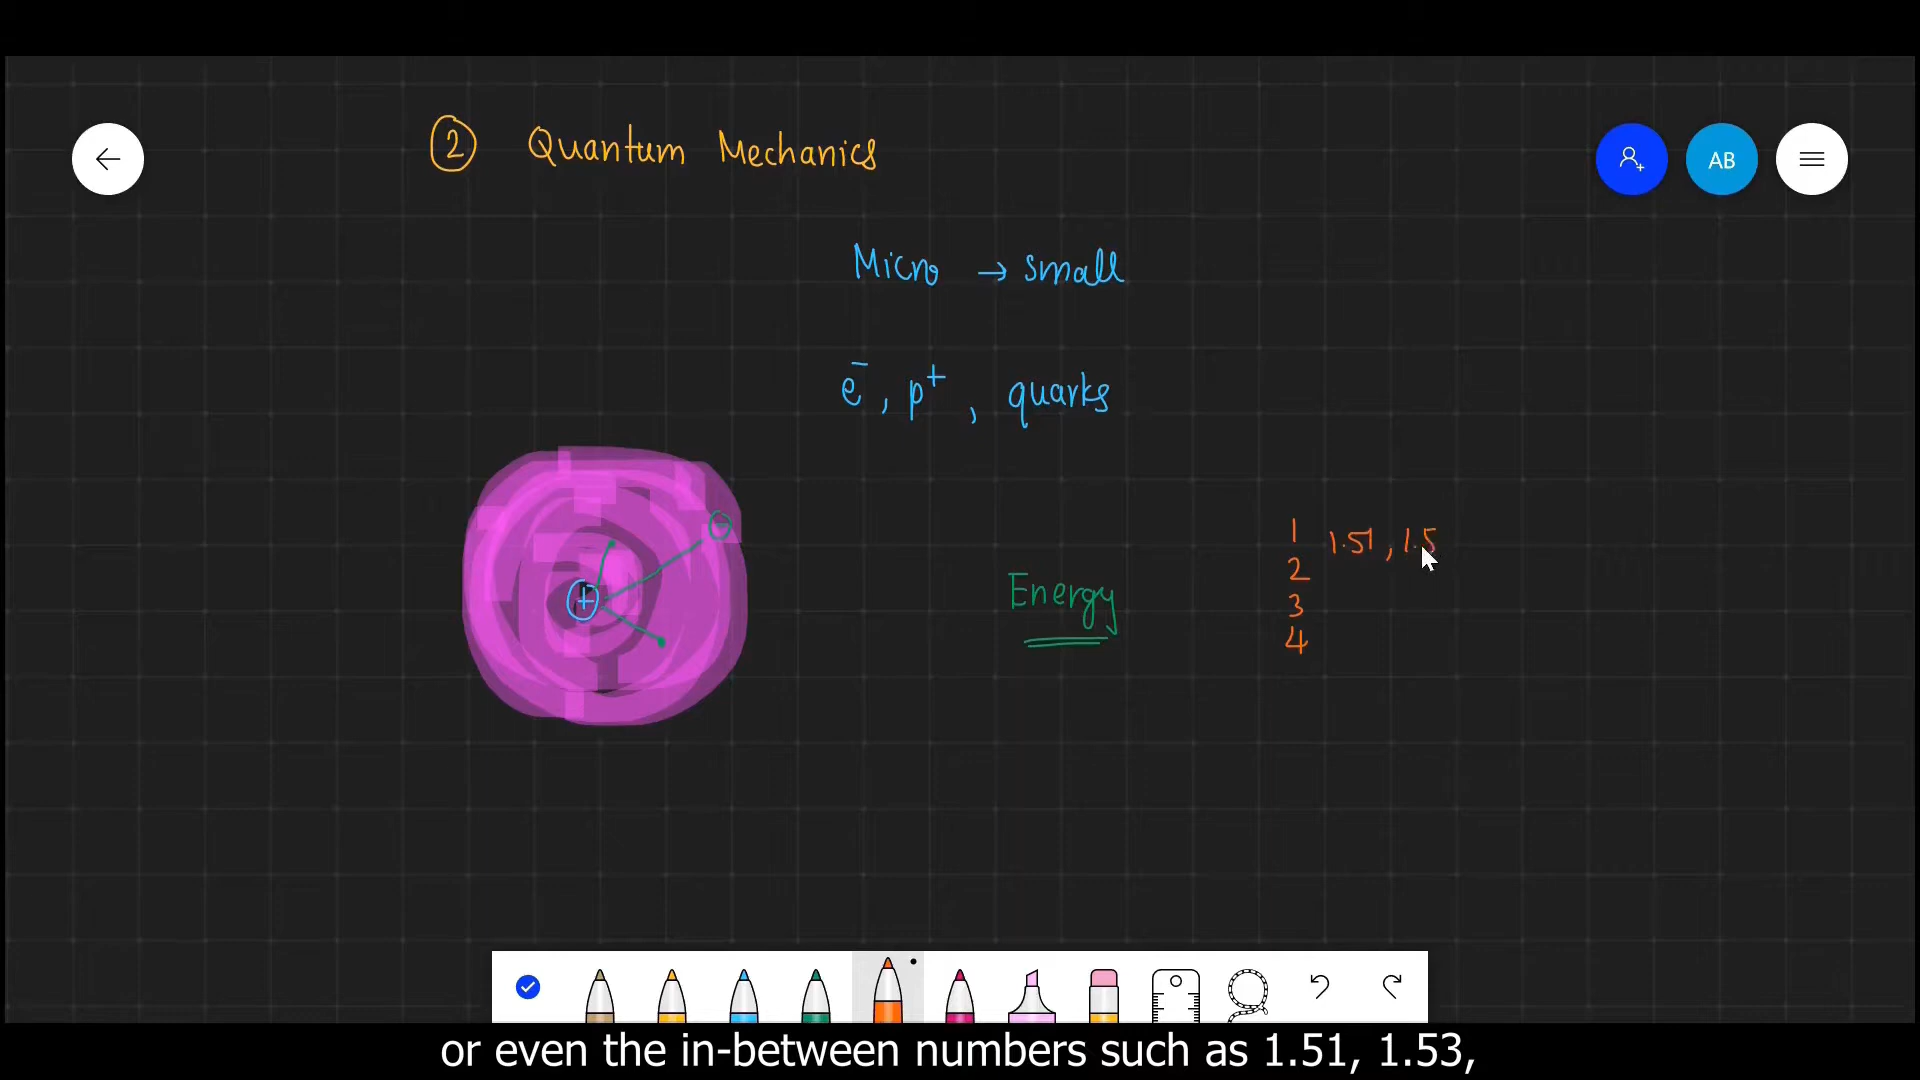 ② Quantum Mechanics
AB
Micro → small
e⁻, p⁺, quarks
⊖
⊕
Energy
1
1.51, 1.5
2
3
4
or even the in-between numbers such as 1.51, 1.53,